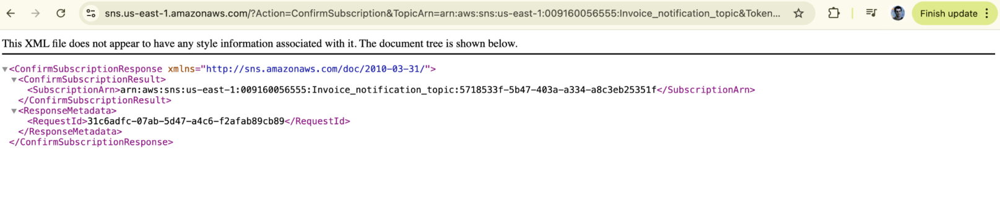 sns.us-east-1.amazonaws.com/?Action=ConfirmSubscription&TopicArn=arn:aws:sns:us-east-1:009160056555:Invoice_notification_topic&Token...
Finish update
This XML file does not appear to have any style information associated with it. The document tree is shown below.
<ConfirmSubscriptionResponse xmlns="http://sns.amazonaws.com/doc/2010-03-31/">
<ConfirmSubscriptionResult>
<SubscriptionArn>arn:aws:sns:us-east-1:009160056555:Invoice_notification_topic:5718533f-5b47-403a-a334-a8c3eb25351f</SubscriptionArn>
</ConfirmSubscriptionResult>
<ResponseMetadata>
<RequestId>31c6adfc-07ab-5d47-a4c6-f2afab89cb89</RequestId>
</ResponseMetadata>
</ConfirmSubscriptionResponse>